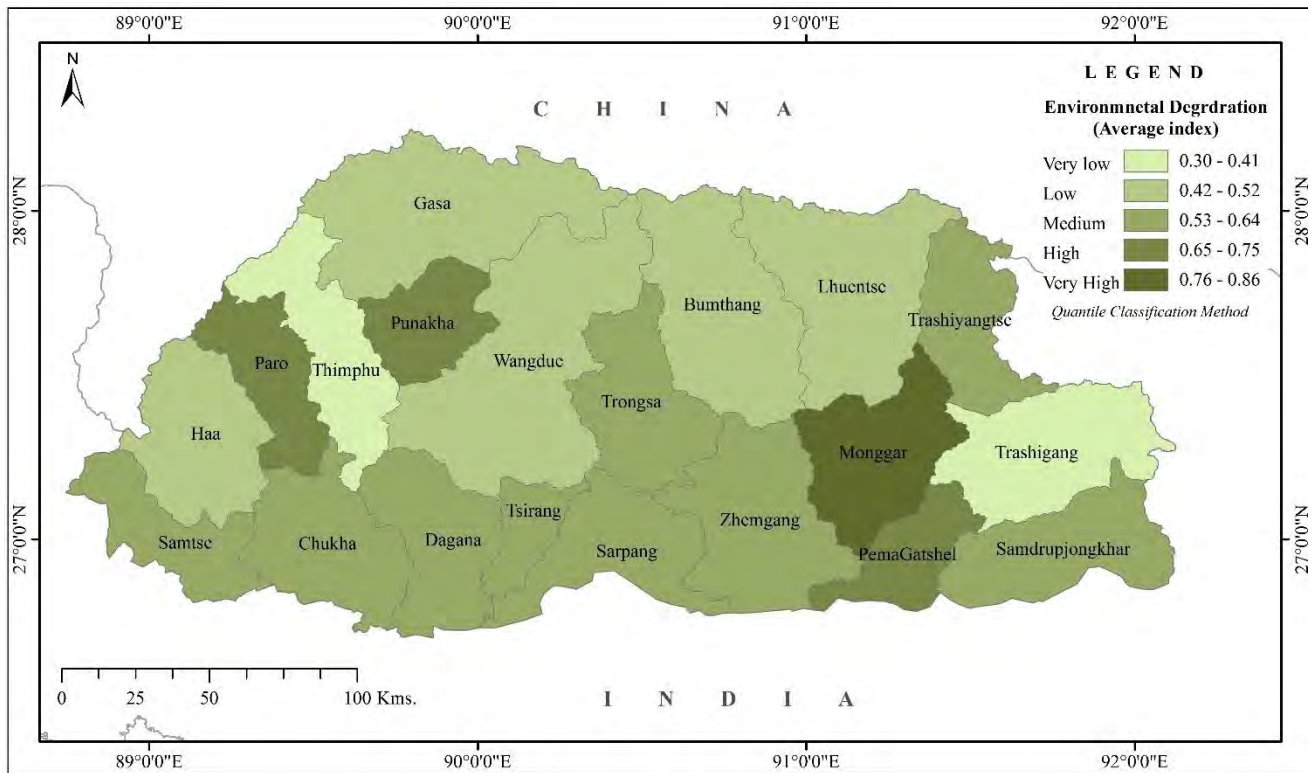 89°0'0"E 90°0'0"E 91°0'0"E 92°0'0"E
N
C H I N A
L E G E N D
Environmnetal Dcgrdration
(Average index)
Very low 0.30 - 0.41
Low 0.42 - 0.52
Medium 0.53 - 0.64
High 0.65 - 0.75
Very High 0.76 - 0.86
Quantile Classification Method
28°0'0"N 28°0'0"N
Gasa
Lhuentse
Bumthang
Trashiyangtse
Punakha
Wangdue
Paro
Thimphu
Trongsa
Haa
Monggar
Trashigang
Tsirang
Zhemgang
27°0'0"N 27°0'0"N
Samtse
Chukha
Dagana
Sarpang
PemaGatshel
Samdrupjongkhar
0 25 50 100 Kms.
I N D I A
89°0'0"E 90°0'0"E 91°0'0"E 92°0'0"E